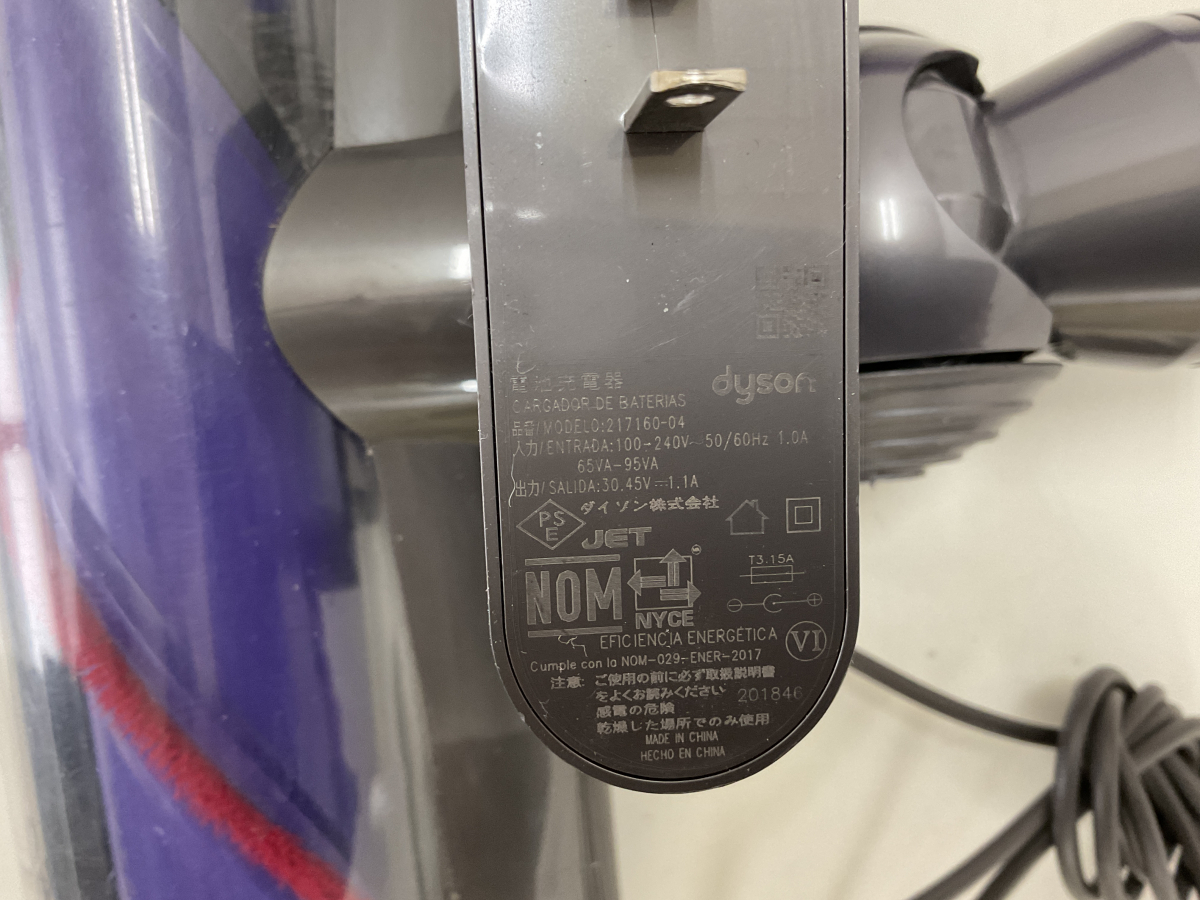 電池充電器
dyson
CARGADOR DE BATERIAS
品番/MODELO:217160-04
入力/ENTRADA:100-240V~50/60Hz 1.0A
65VA-95VA
出力/SALIDA:30.45V⎓1.1A
PS E
ダイソン株式会社
JET
T3.15A
NOM
NYCE
EFICIENCIA ENERGÉTICA VI
Cumple con la NOM-029-ENER-2017
注意: ご使用の前に必ず取扱説明書
をよくお読みください
201846
感電の危険
乾燥した場所でのみ使用
MADE IN CHINA
HECHO EN CHINA